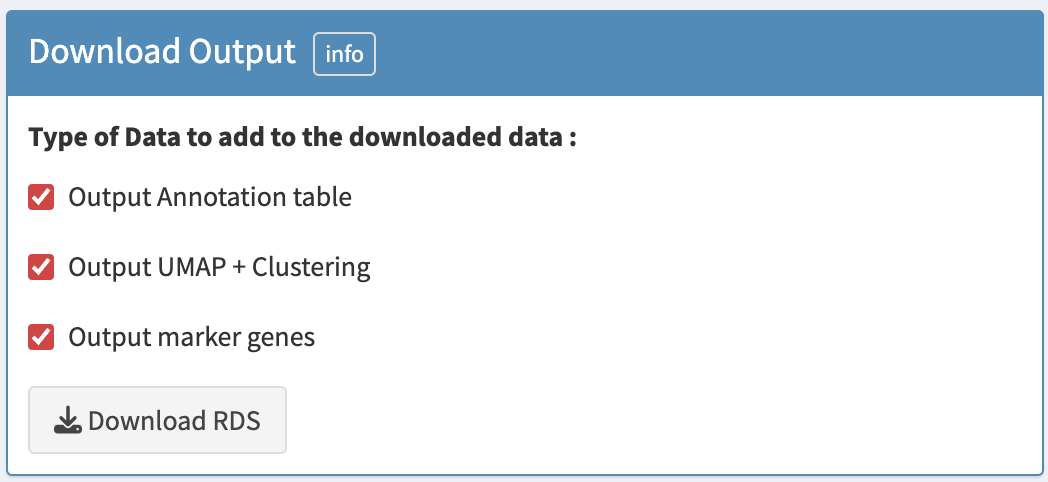 Download Output info
Type of Data to add to the downloaded data :
Output Annotation table
Output UMAP + Clustering
Output marker genes
Download RDS